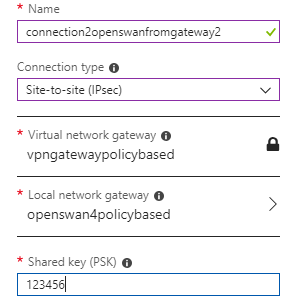 * Name
connection2openswanfromgateway2
Connection type
Site-to-site (IPsec)
* Virtual network gateway
vpngatewaypolicybased
* Local network gateway
openswan4policybased
* Shared key (PSK)
123456